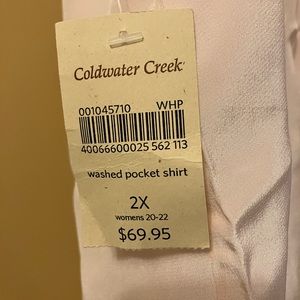 Coldwater Creek
001045710 WHP
40066600025 562 113
washed pocket shirt
2X
womens 20-22
$69.95